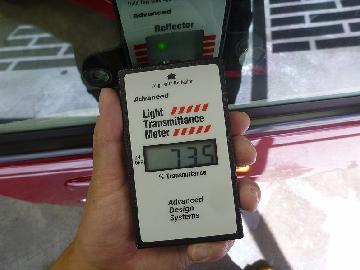 Advanced
Reflector
Advanced
Light
Transmittance
Meter
73.5
% Transmittance
Advanced
Design
Systems